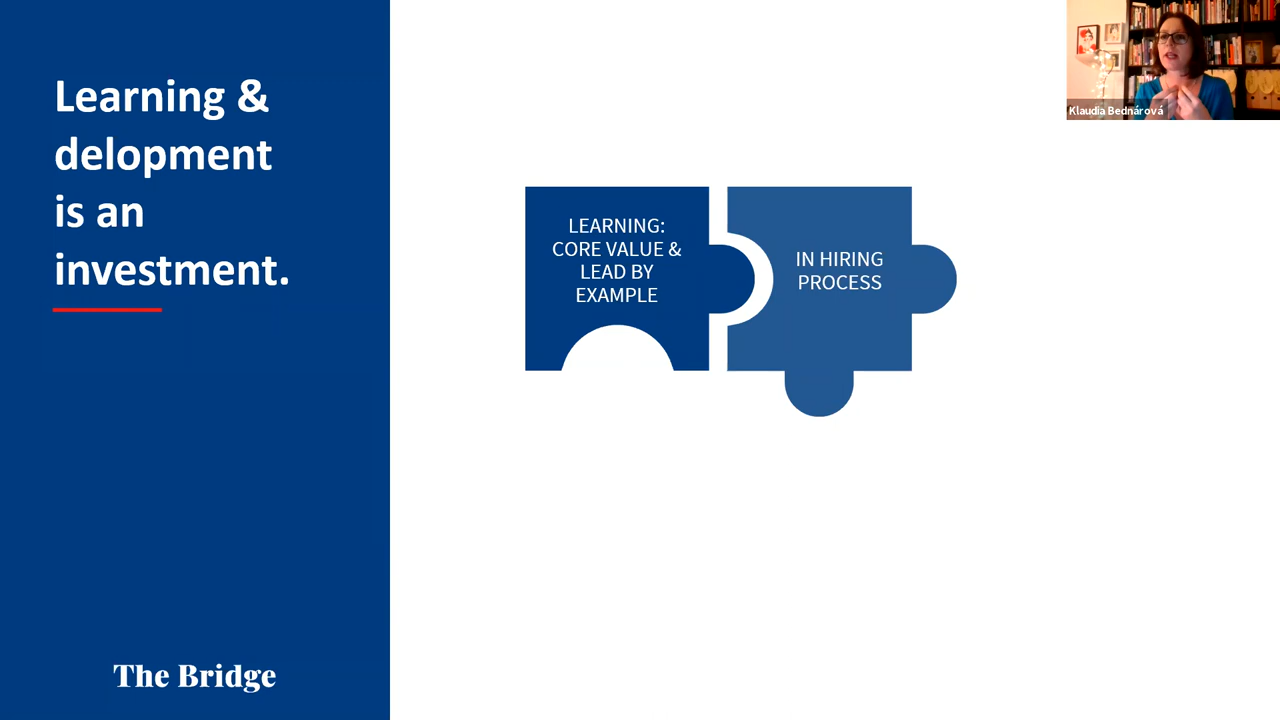 Learning &
delopment
is an
investment.
The Bridge
LEARNING:
CORE VALUE &
LEAD BY
EXAMPLE
IN HIRING
PROCESS
Klaudia Bednárová